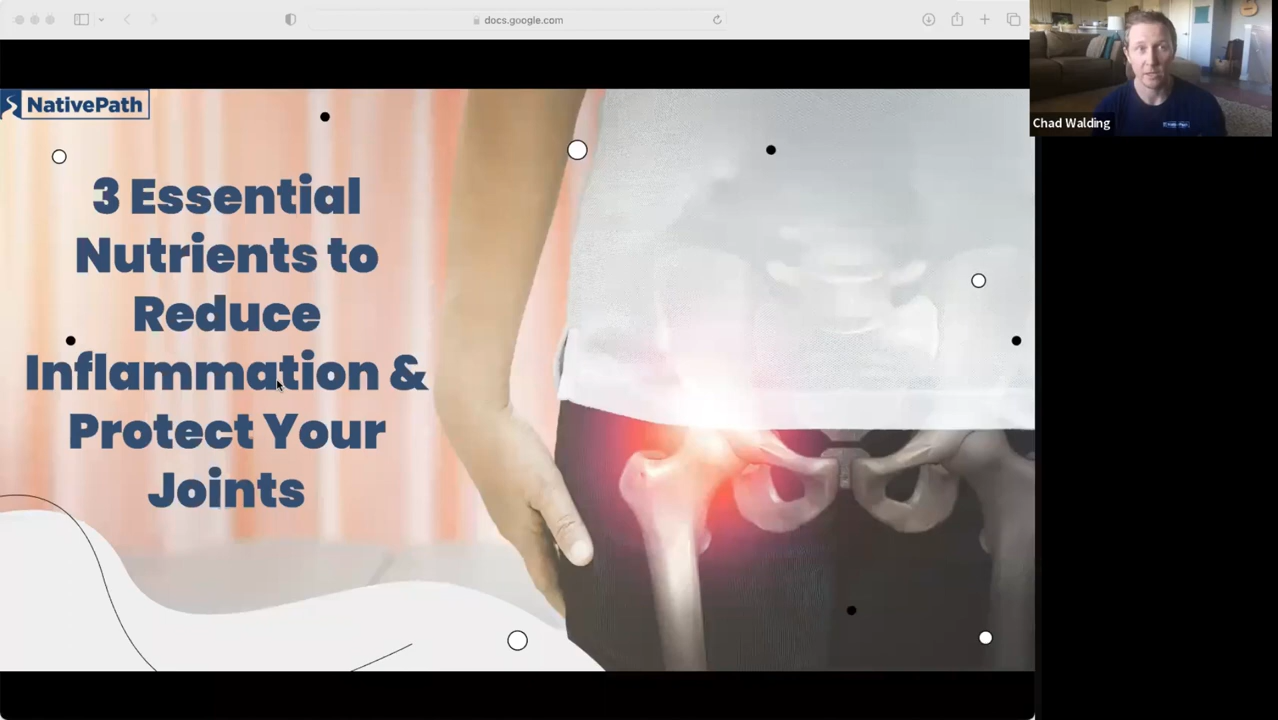 docs.google.com
NativePath
Chad Walding
3 Essential
Nutrients to
Reduce
Inflammation &
Protect Your
Joints